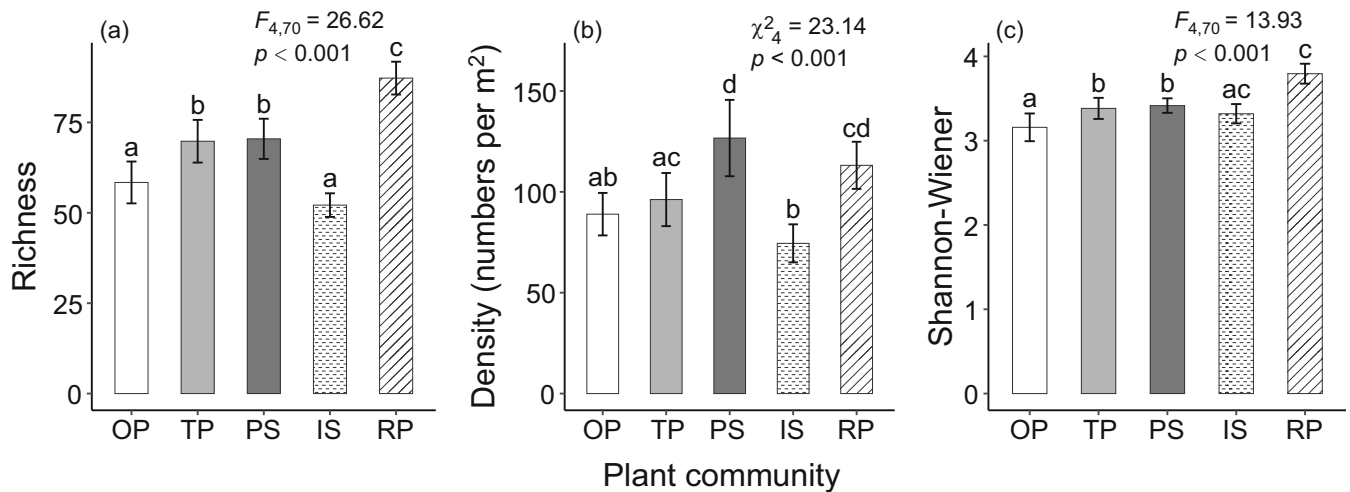 (a)
F4,70 = 26.62
p < 0.001
Richness
75
50
25
0
a
b
b
a
c
OP TP PS IS RP
(b)
χ²4 = 23.14
p < 0.001
Density (numbers per m²)
150
100
50
0
ab
ac
d
b
cd
OP TP PS IS RP
(c)
F4,70 = 13.93
p < 0.001
Shannon-Wiener
4
3
2
1
0
a
b
b
ac
c
OP TP PS IS RP
Plant community